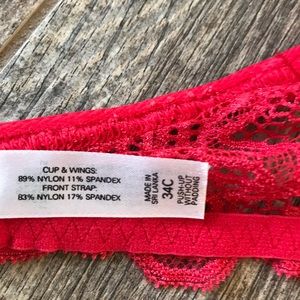 CUP & WINGS:
89% NYLON 11% SPANDEX
FRONT STRAP:
83% NYLON 17% SPANDEX
MADE IN
SRI LANKA
34C
PUSH-UP
WITHOUT
PADDING